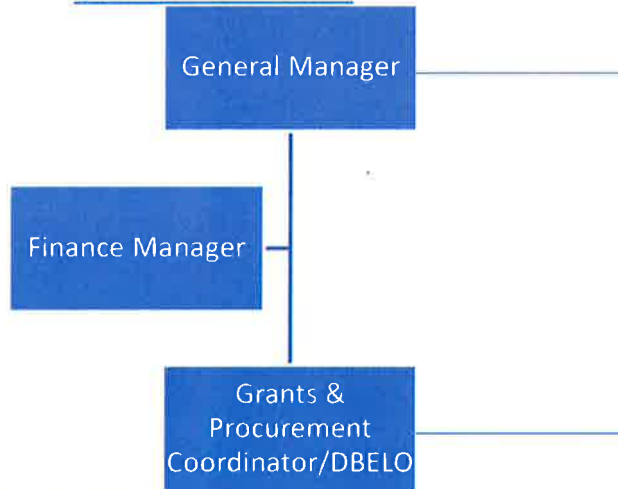 General Manager
Finance Manager
Grants &
Procurement
Coordinator/DBELO